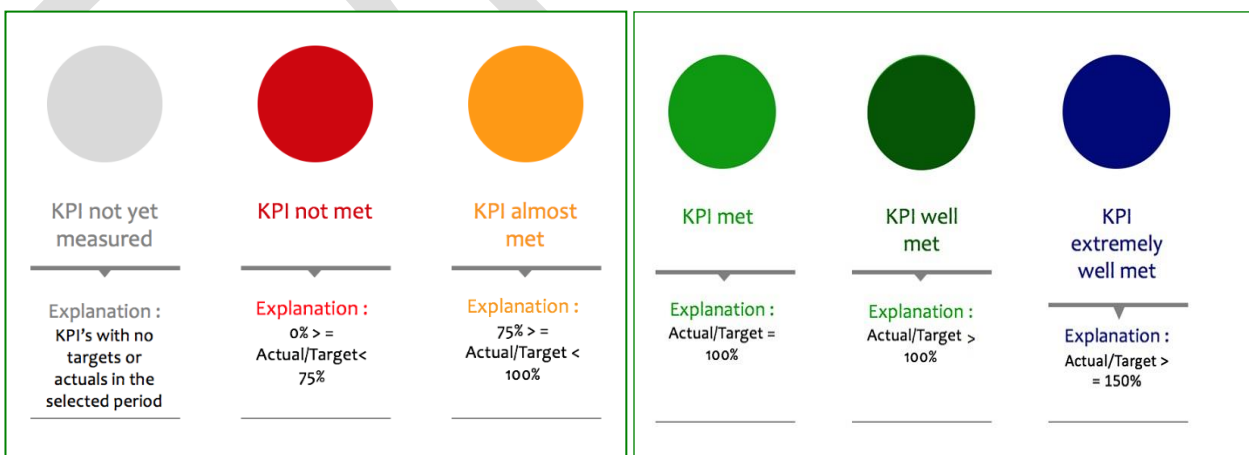 KPI not yet
measured
Explanation :
KPI's with no
targets or
actuals in the
selected period
KPI not met
Explanation :
0% > =
Actual/Target<
75%
KPI almost
met
Explanation :
75% > =
Actual/Target <
100%
KPI met
Explanation :
Actual/Target =
100%
KPI well
met
Explanation :
Actual/Target >
100%
KPI
extremely
well met
Explanation :
Actual/Target >
= 150%